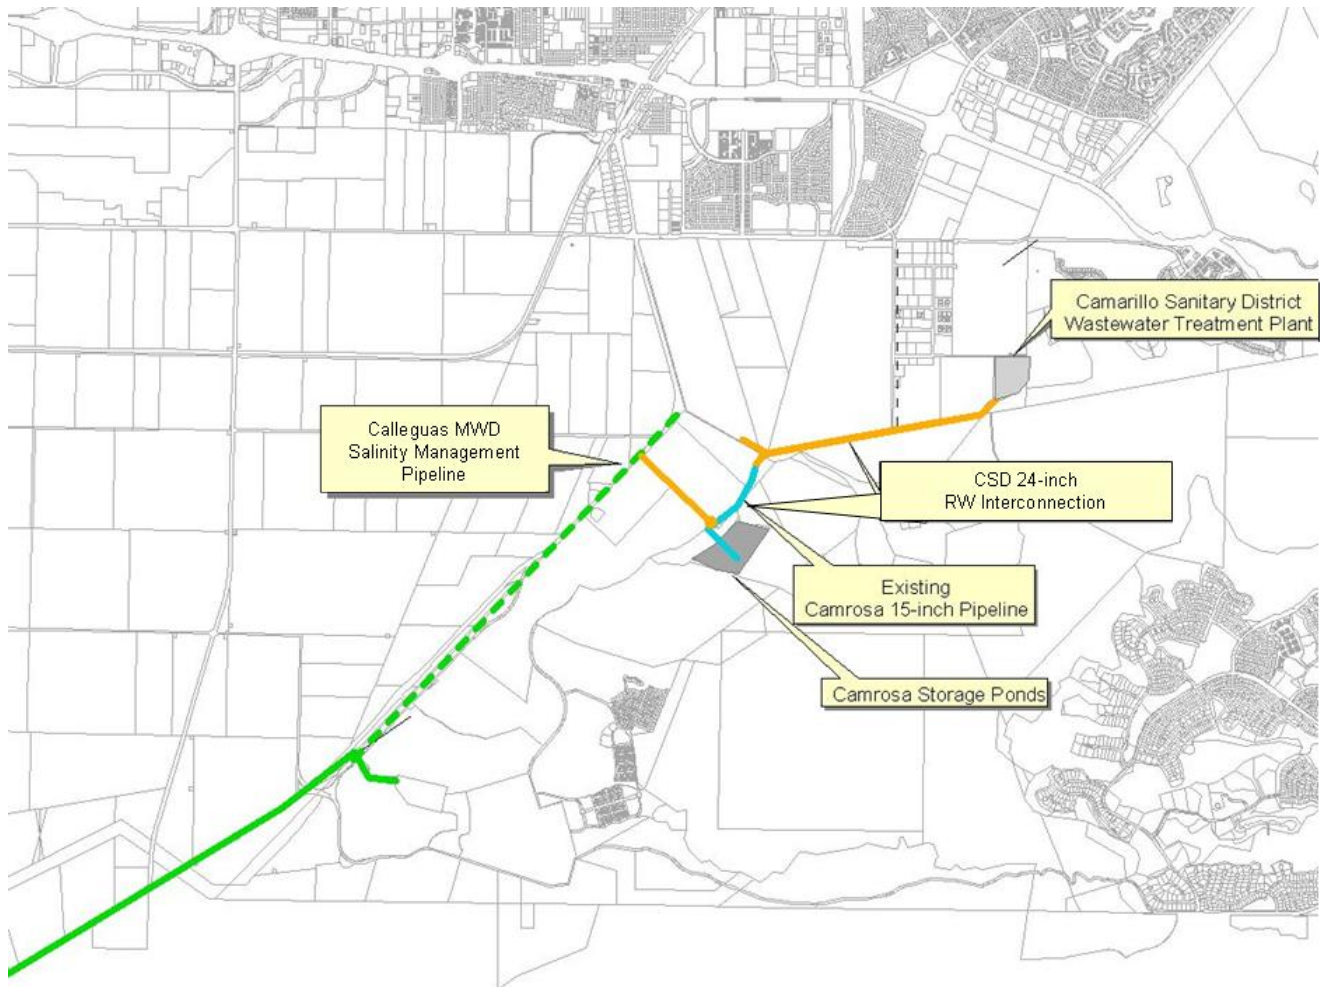 Camarillo Sanitary District
Wastewater Treatment Plant
Calleguas MWD
Salinity Management
Pipeline
CSD 24-inch
RW Interconnection
Existing
Camrosa 15-inch Pipeline
Camrosa Storage Ponds